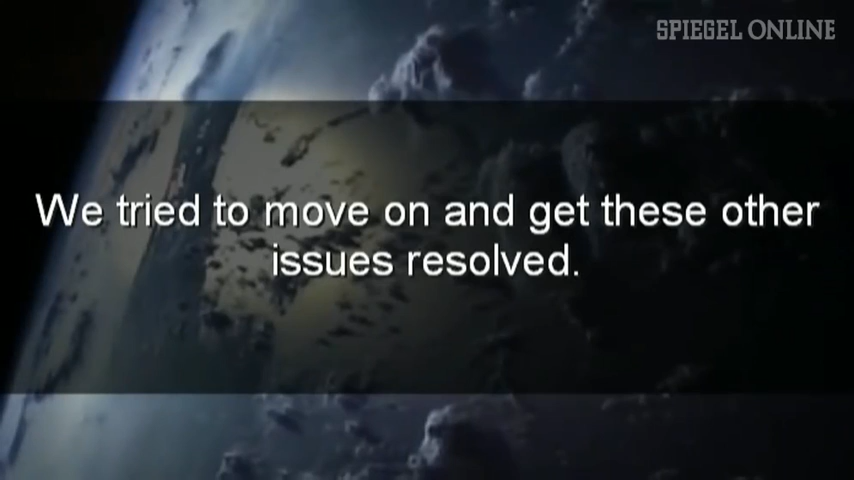 SPIEGEL ONLINE
We tried to move on and get these other
issues resolved.